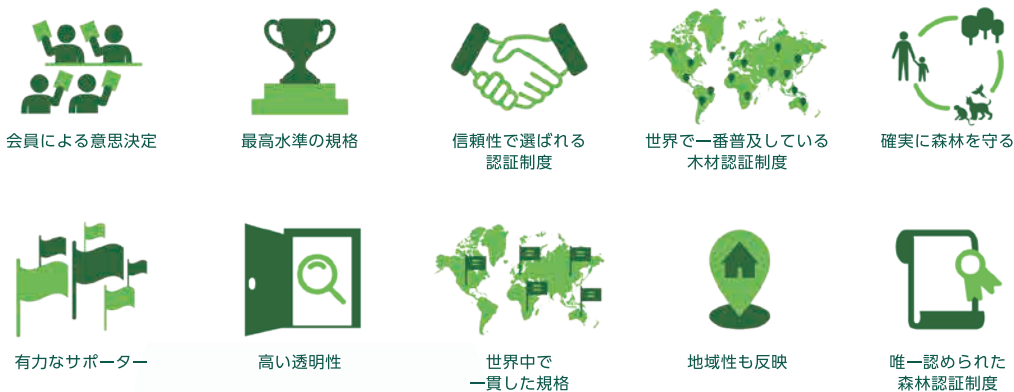 会員による意思決定
最高水準の規格
信頼性で選ばれる
認証制度
世界で一番普及している
木材認証制度
確実に森林を守る
有力なサポーター
高い透明性
世界中で
一貫した規格
地域性も反映
唯一認められた
森林認証制度